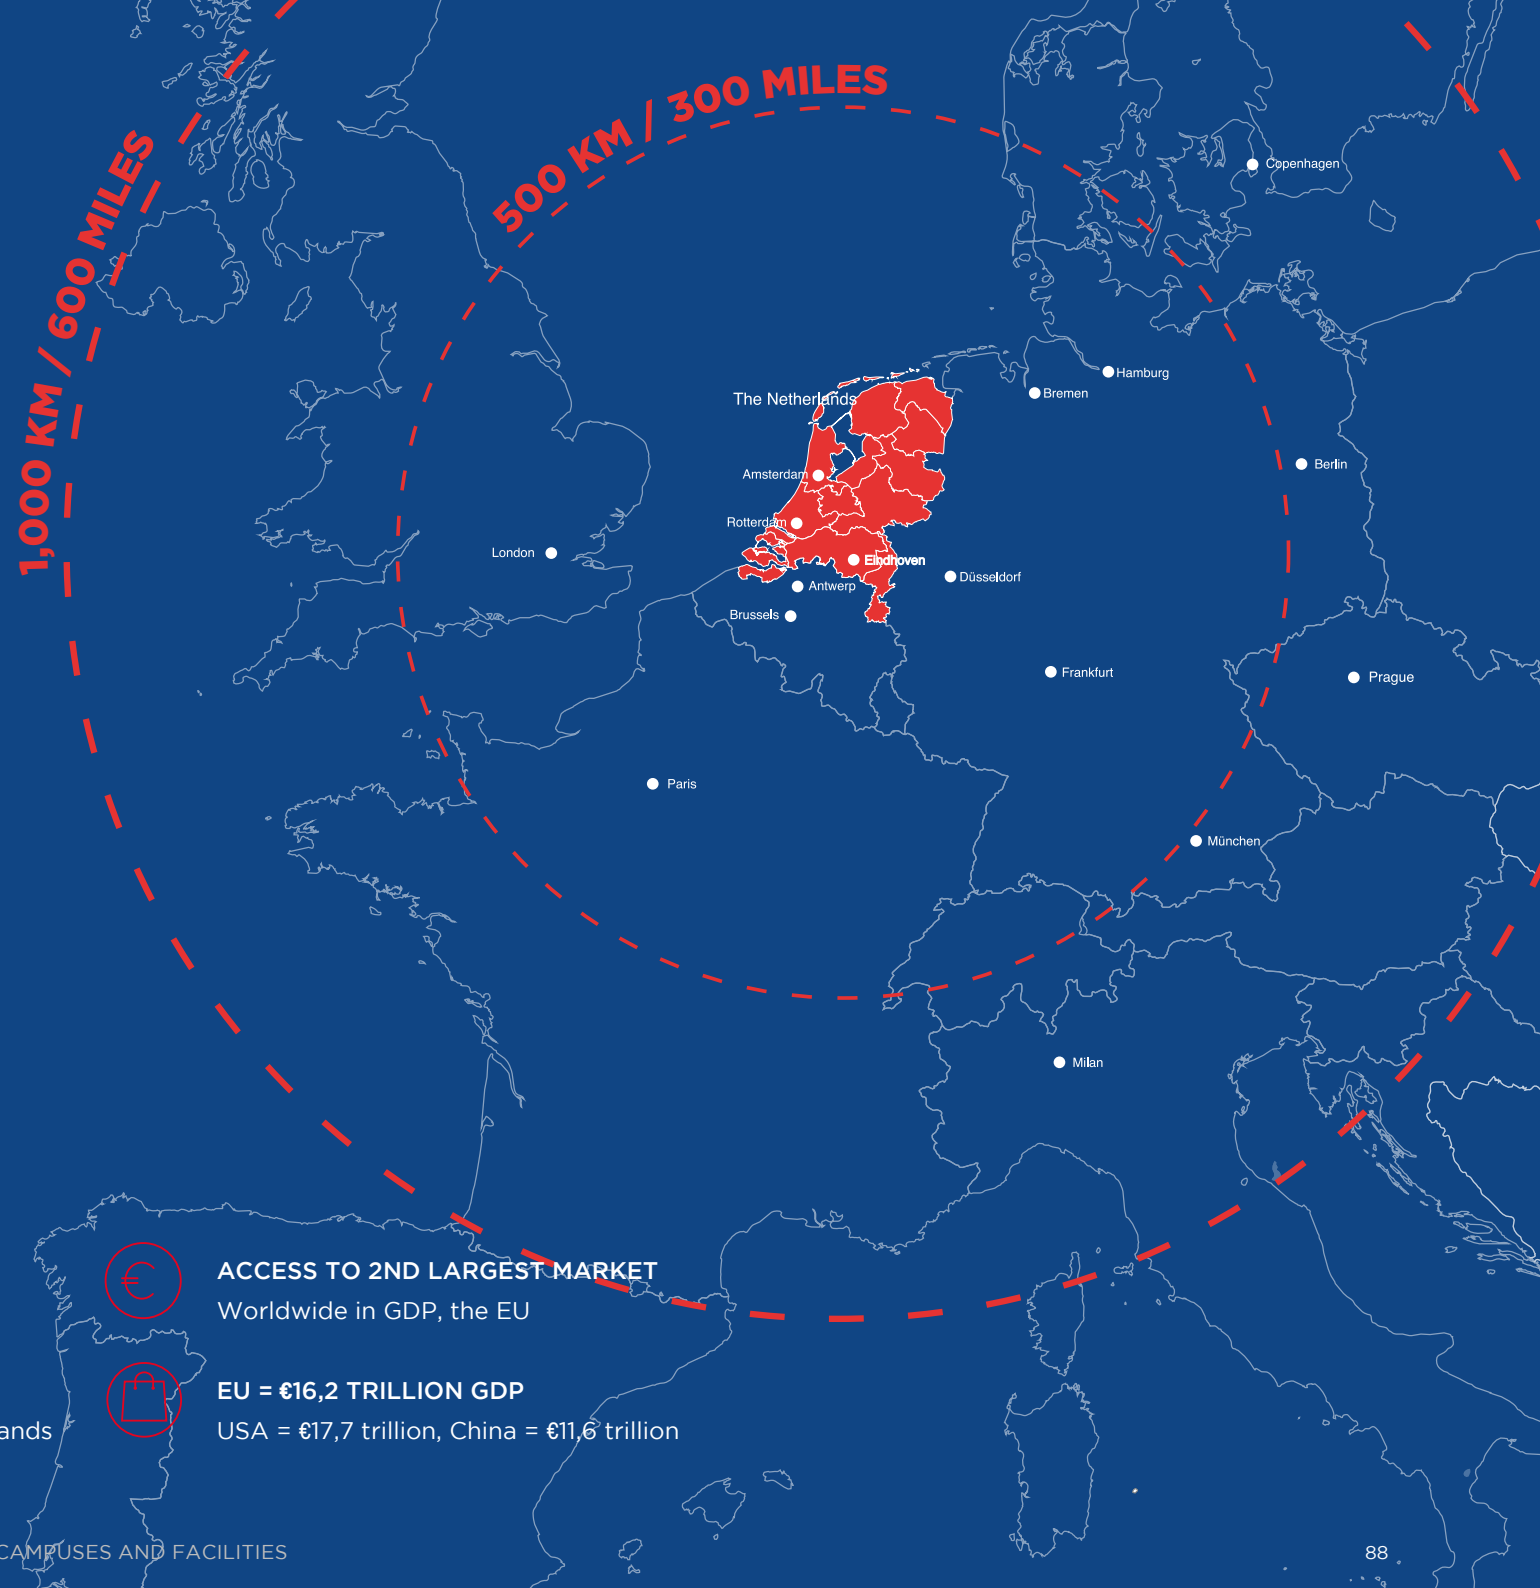 500 KM / 300 MILES
1,000 KM / 600 MILES
Copenhagen
Hamburg
Bremen
The Netherlands
Berlin
Amsterdam
Rotterdam
London
Eindhoven
Düsseldorf
Antwerp
Brussels
Frankfurt
Prague
Paris
München
Milan
ACCESS TO 2ND LARGEST MARKET
Worldwide in GDP, the EU
EU = €16,2 TRILLION GDP
USA = €17,7 trillion, China = €11,6 trillion
ands
CAMPUSES AND FACILITIES
88